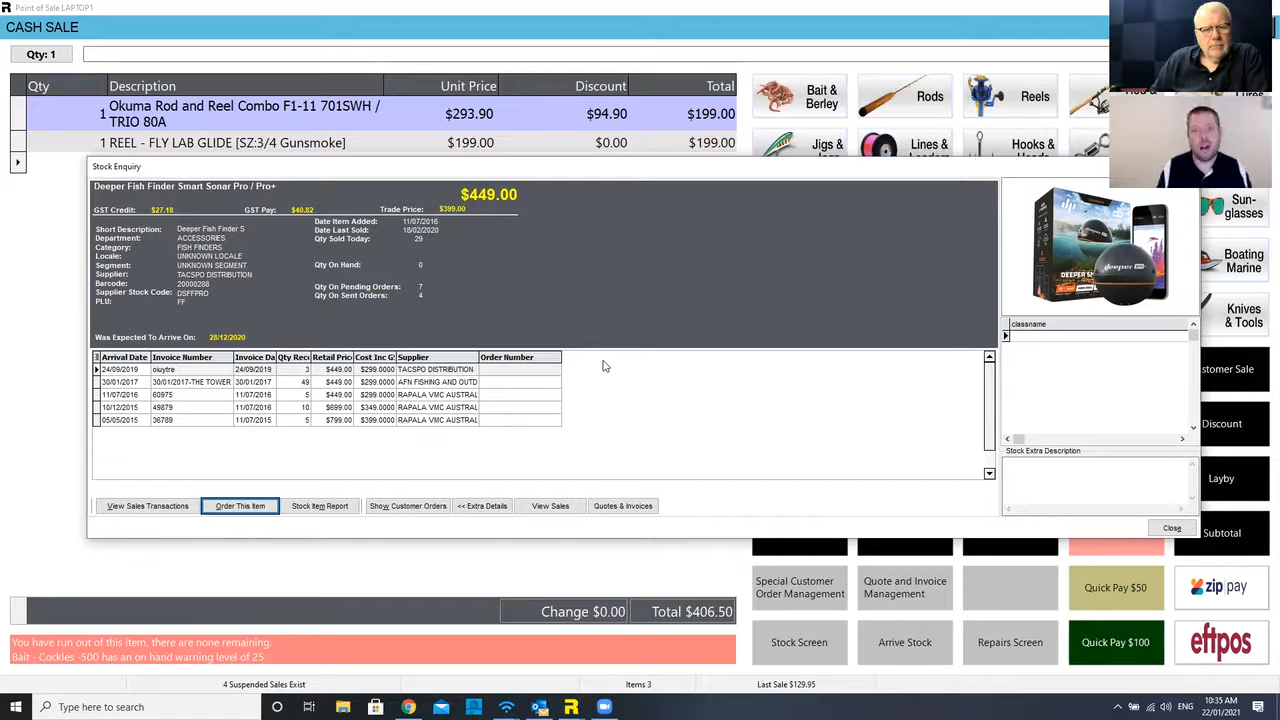 Point of Sale LAPTOP1
CASH SALE
Qty: 1
Qty Description Unit Price Discount Total
1 Okuma Rod and Reel Combo F1-11 701SWH / TRIO 80A $293.90 $94.90 $199.00
1 REEL - FLY LAB GLIDE [SZ:3/4 Gunsmoke] $199.00 $0.00 $199.00
Bait & Berley
Rods
Reels
Jigs &
Lines &
Hooks &
Stock Enquiry
Deeper Fish Finder Smart Sonar Pro / Pro+
$449.00
GST Credit: $27.18 GST Pay: $40.82 Trade Price: $399.00
Short Description: Deeper Fish Finder S
Department: ACCESSORIES
Category: FISH FINDERS
Locale: UNKNOWN LOCALE
Segment: UNKNOWN SEGMENT
Supplier: TACSPO DISTRIBUTION
Barcode: 20000288
Supplier Stock Code: DSFFPRO
PLU: FF
Date Item Added: 11/07/2016
Date Last Sold: 18/02/2020
Qty Sold Today: 29
Qty On Hand: 0
Qty On Pending Orders: 7
Qty On Sent Orders: 4
Was Expected To Arrive On: 28/12/2020
Arrival Date Invoice Number Invoice Da Qty Rec Retail Pric Cost Inc G Supplier Order Number
24/09/2019 oiuytre 24/09/2019 3 $449.00 $299.0000 TACSPO DISTRIBUTION
30/01/2017 30/01/2017-THE TOWER 30/01/2017 49 $449.00 $299.0000 AFN FISHING AND OUTD
11/07/2016 60975 11/07/2016 5 $449.00 $299.0000 RAPALA VMC AUSTRAL
10/12/2015 49879 11/07/2016 10 $699.00 $349.0000 RAPALA VMC AUSTRAL
05/05/2015 36789 11/07/2015 5 $799.00 $399.0000 RAPALA VMC AUSTRAL
View Sales Transactions
Order This Item
Stock Item Report
Show Customer Orders
<< Extra Details
View Sales
Quotes & Invoices
deeper
classname
Stock Extra Description
Close
Sun-glasses
Boating Marine
Knives & Tools
stomer Sale
Discount
Layby
Subtotal
Special Customer Order Management
Quote and Invoice Management
Quick Pay $50
zip pay
Stock Screen
Arrive Stock
Repairs Screen
Quick Pay $100
eftpos
Change $0.00 Total $406.50
You have run out of this item, there are none remaining.
Bait - Cockles -500 has an on hand warning level of 25
4 Suspended Sales Exist
Items 3
Last Sale $129.95
Type here to search
ENG
10:35 AM
22/01/2021